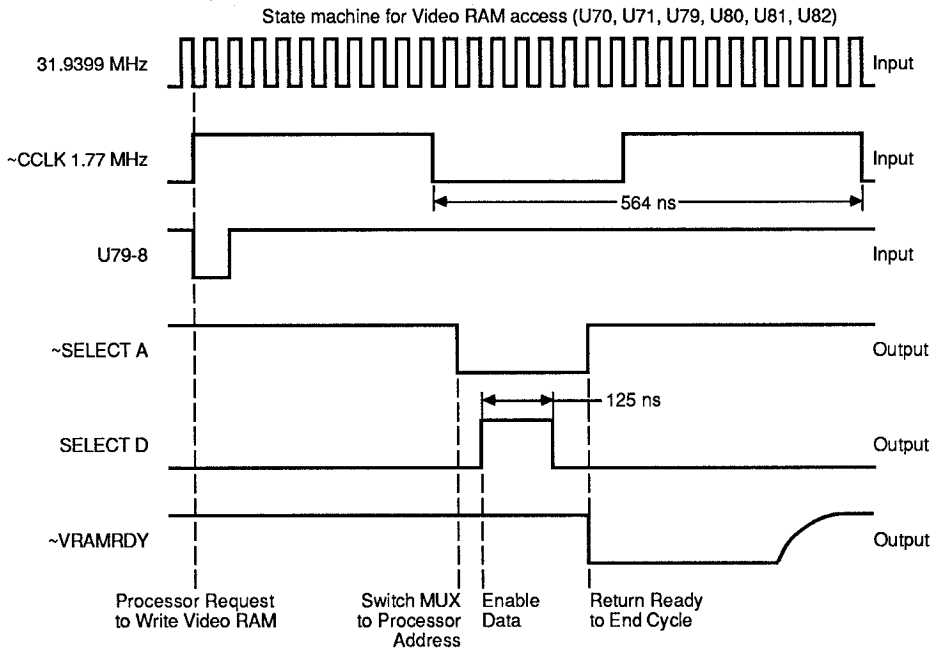 State machine for Video RAM access (U70, U71, U79, U80, U81, U82)
31.9399 MHz
Input
~CCLK 1.77 MHz
Input
564 ns
U79-8
Input
~SELECT A
Output
125 ns
SELECT D
Output
~VRAMRDY
Output
Processor Request
to Write Video RAM
Switch MUX
to Processor
Address
Enable
Data
Return Ready
to End Cycle